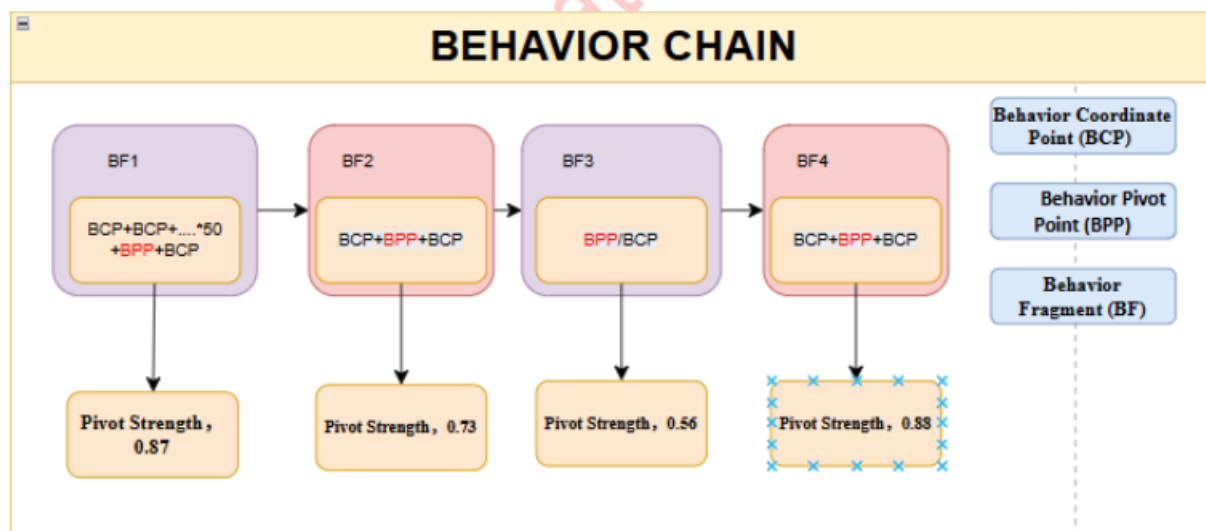 BEHAVIOR CHAIN
BF1
BCP+BCP+....*50
+BPP+BCP
BF2
BCP+BPP+BCP
BF3
BPP/BCP
BF4
BCP+BPP+BCP
Behavior Coordinate
Point (BCP)
Behavior Pivot
Point (BPP)
Behavior
Fragment (BF)
Pivot Strength，
0.87
Pivot Strength，0.73
Pivot Strength，0.56
Pivot Strength，0.88